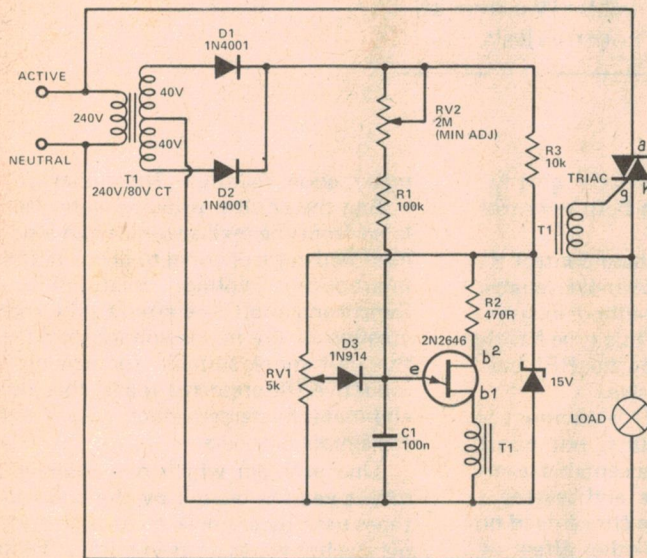 D1
1N4001
ACTIVE
240V
40V
40V
NEUTRAL
T1
240V/80V CT
D2
1N4001
RV2
2M
(MIN ADJ)
R1
100k
R3
10k
a
TRIAC
g
k
T1
R2
470R
D3
1N914
2N2646
b2
e
b1
RV1
5k
15V
C1
100n
T1
LOAD